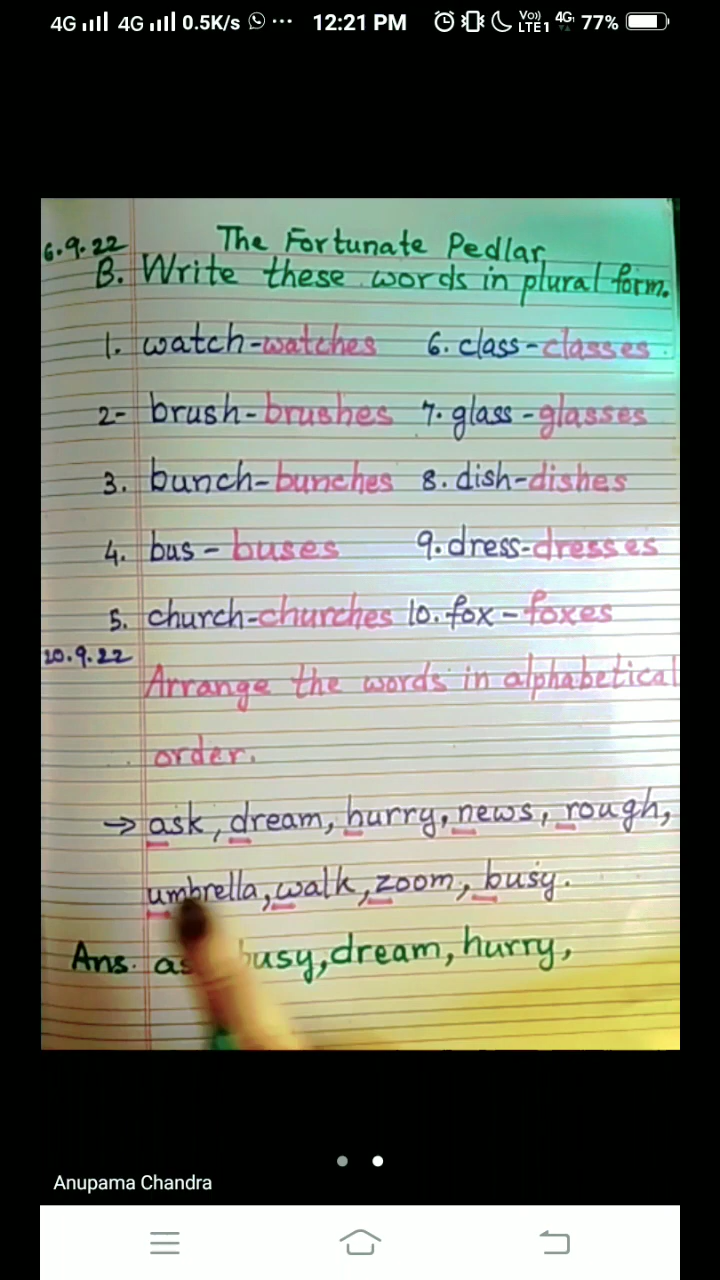 4G 4G 0.5K/s ... 12:21 PM Vo) LTE1 4G 77%
6.9.22 The Fortunate Pedlar
B. Write these words in plural form.
1. watch-watches 6. class-classes
2- brush-brushes 7. glass-glasses
3. bunch-bunches 8. dish-dishes
4. bus-buses 9. dress-dresses
5. church-churches 10. fox-foxes
10.9.22
Arrange the words in alphabetical
order.
→ ask, dream, hurry, news, rough,
umbrella, walk, zoom, busy.
Ans. busy, dream, hurry,
Anupama Chandra